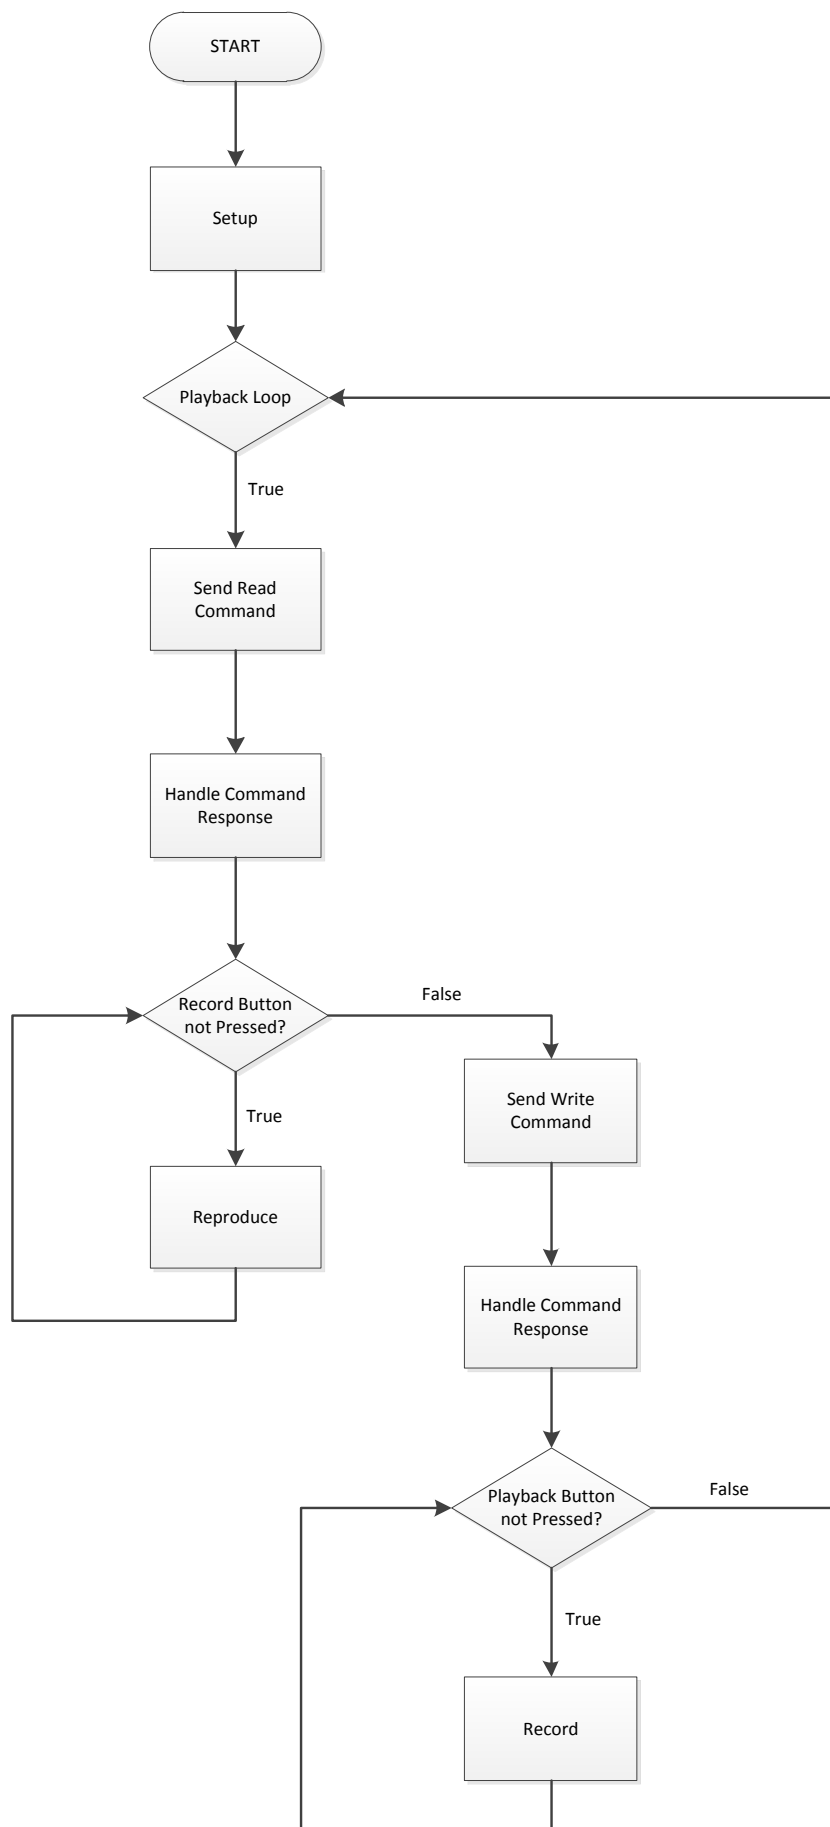 START
Setup
Playback Loop
True
Send Read
Command
Handle Command
Response
Record Button
not Pressed?
False
True
Send Write
Command
Reproduce
Handle Command
Response
Playback Button
not Pressed?
False
True
Record